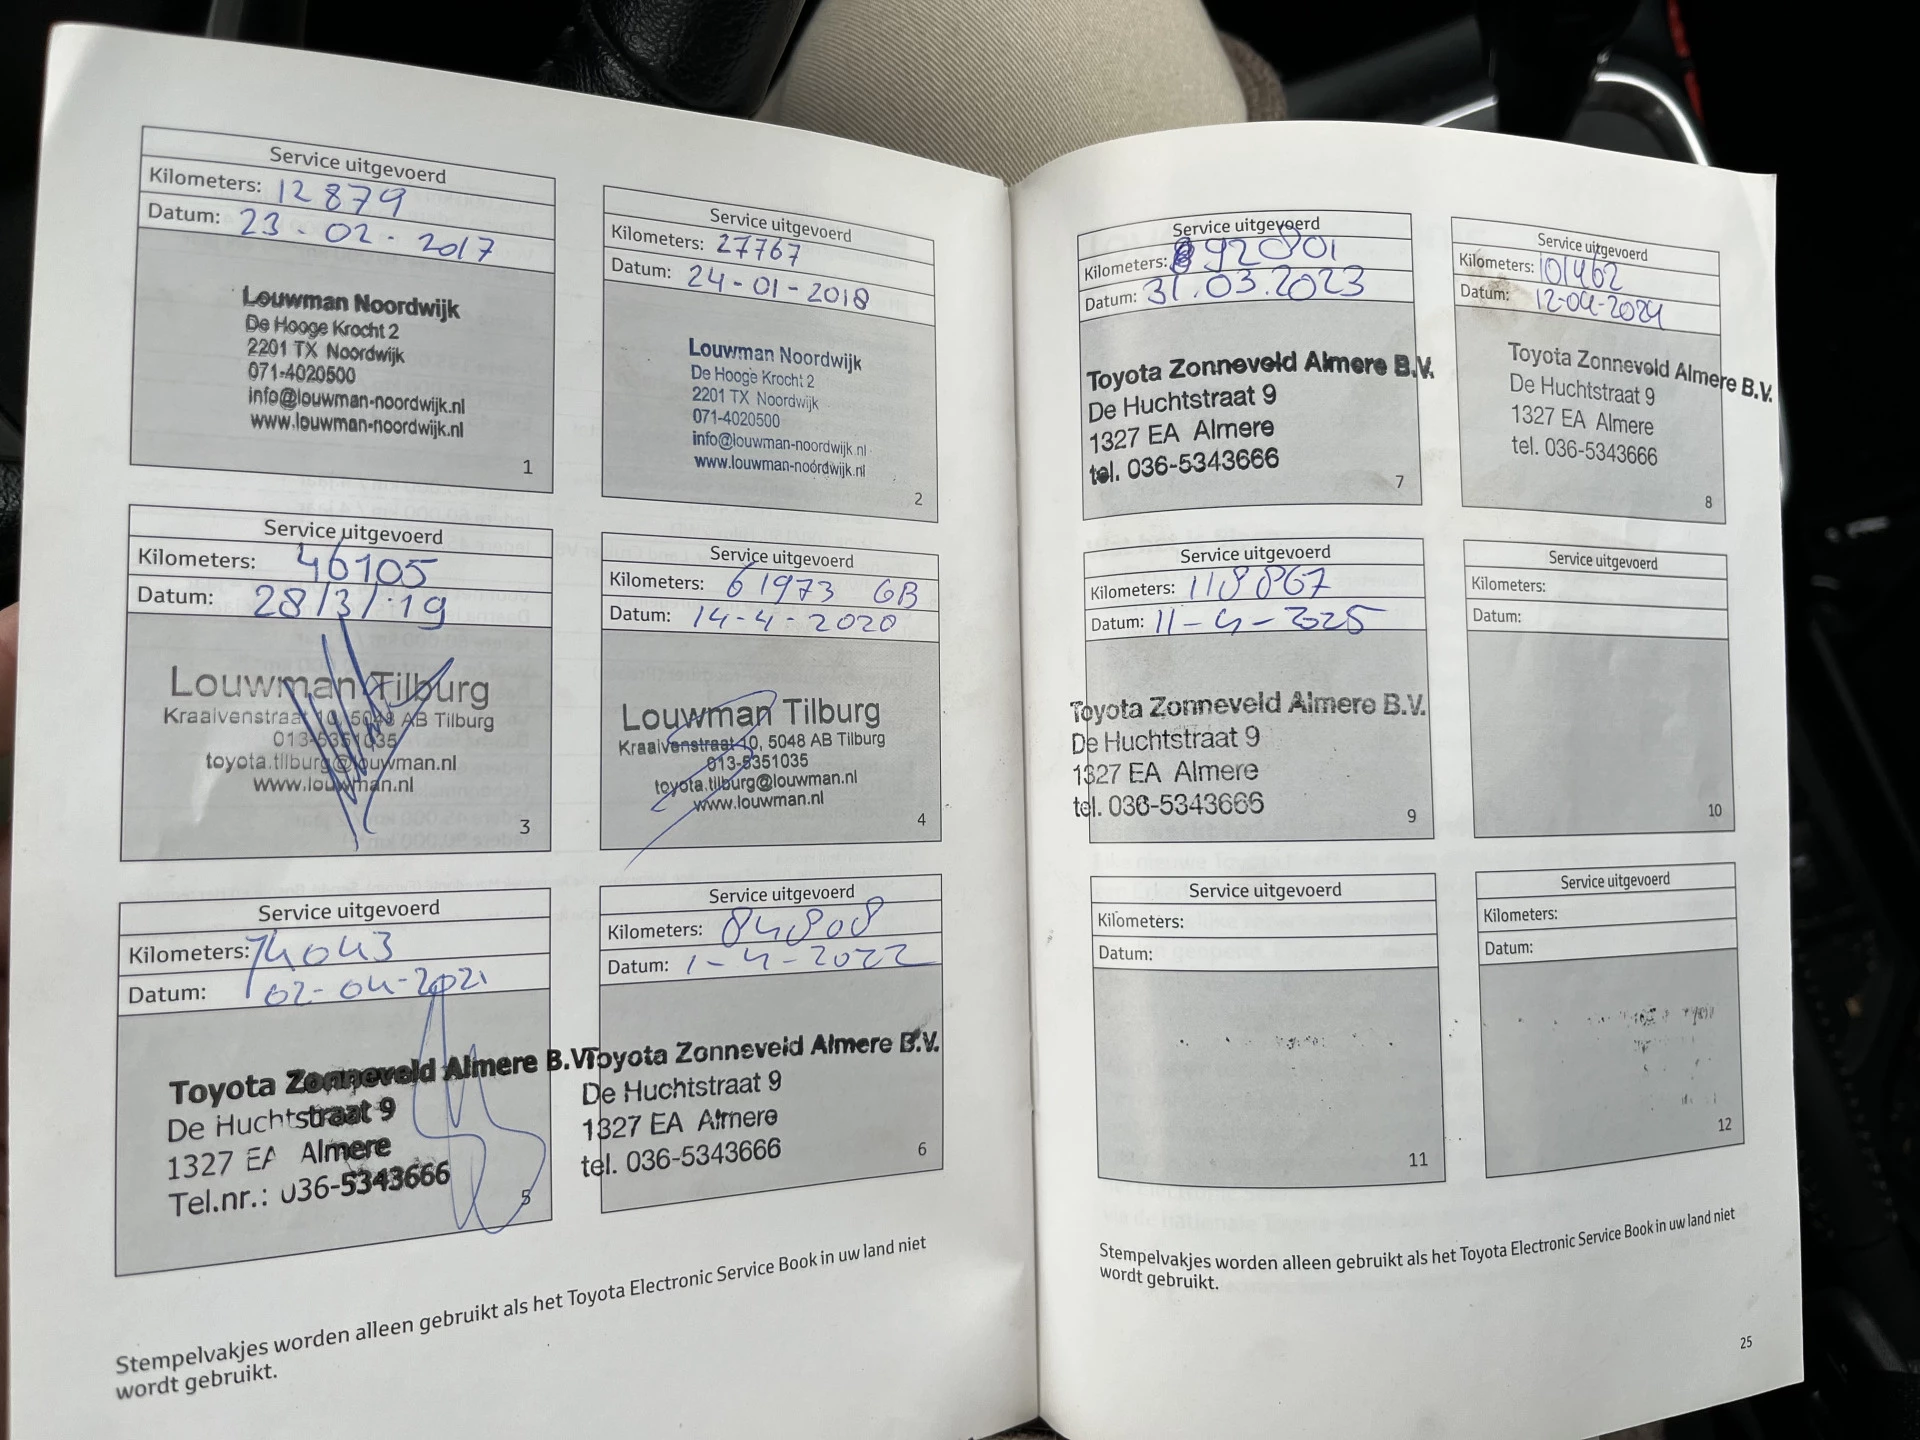 Service uitgevoerd
Kilometers: 12879
Datum: 23-02-2017
Louwman Noordwijk
De Hooge Krocht 2
2201 TX Noordwijk
071-4020500
info@louwman-noordwijk.nl
www.louwman-noordwijk.nl
1
Service uitgevoerd
Kilometers: 27767
Datum: 24-01-2018
Louwman Noordwijk
De Hooge Krocht 2
2201 TX Noordwijk
071-4020500
info@louwman-noordwijk.nl
www.louwman-noordwijk.nl
2
Service uitgevoerd
Kilometers: 46105
Datum: 28/3/19
Louwman Tilburg
Kraaivenstraat 10, 5048 AB Tilburg
013-5351035
toyota.tilburg@louwman.nl
www.louwman.nl
3
Service uitgevoerd
Kilometers: 61973 GB
Datum: 14-4-2020
Louwman Tilburg
Kraaivenstraat 10, 5048 AB Tilburg
013-5351035
toyota.tilburg@louwman.nl
www.louwman.nl
4
Service uitgevoerd
Kilometers: 74043
Datum: 02-04-2021
Toyota Zonneveld Almere B.V.
De Huchtstraat 9
1327 EA Almere
Tel.nr.: 036-5343666
5
Service uitgevoerd
Kilometers: 84808
Datum: 1-4-2022
Toyota Zonneveld Almere B.V.
De Huchtstraat 9
1327 EA Almere
tel. 036-5343666
6
Stempelvakjes worden alleen gebruikt als het Toyota Electronic Service Book in uw land niet
wordt gebruikt.
Service uitgevoerd
Kilometers: 92801
Datum: 31.03.2023
Toyota Zonneveld Almere B.V.
De Huchtstraat 9
1327 EA Almere
tel. 036-5343666
7
Service uitgevoerd
Kilometers: 101462
Datum: 12-04-2024
Toyota Zonneveld Almere B.V.
De Huchtstraat 9
1327 EA Almere
tel. 036-5343666
8
Service uitgevoerd
Kilometers: 118867
Datum: 11-4-2025
Toyota Zonneveld Almere B.V.
De Huchtstraat 9
1327 EA Almere
tel. 036-5343666
9
Service uitgevoerd
Kilometers:
Datum:
10
Service uitgevoerd
Kilometers:
Datum:
11
Service uitgevoerd
Kilometers:
Datum:
12
Stempelvakjes worden alleen gebruikt als het Toyota Electronic Service Book in uw land niet
wordt gebruikt.
25